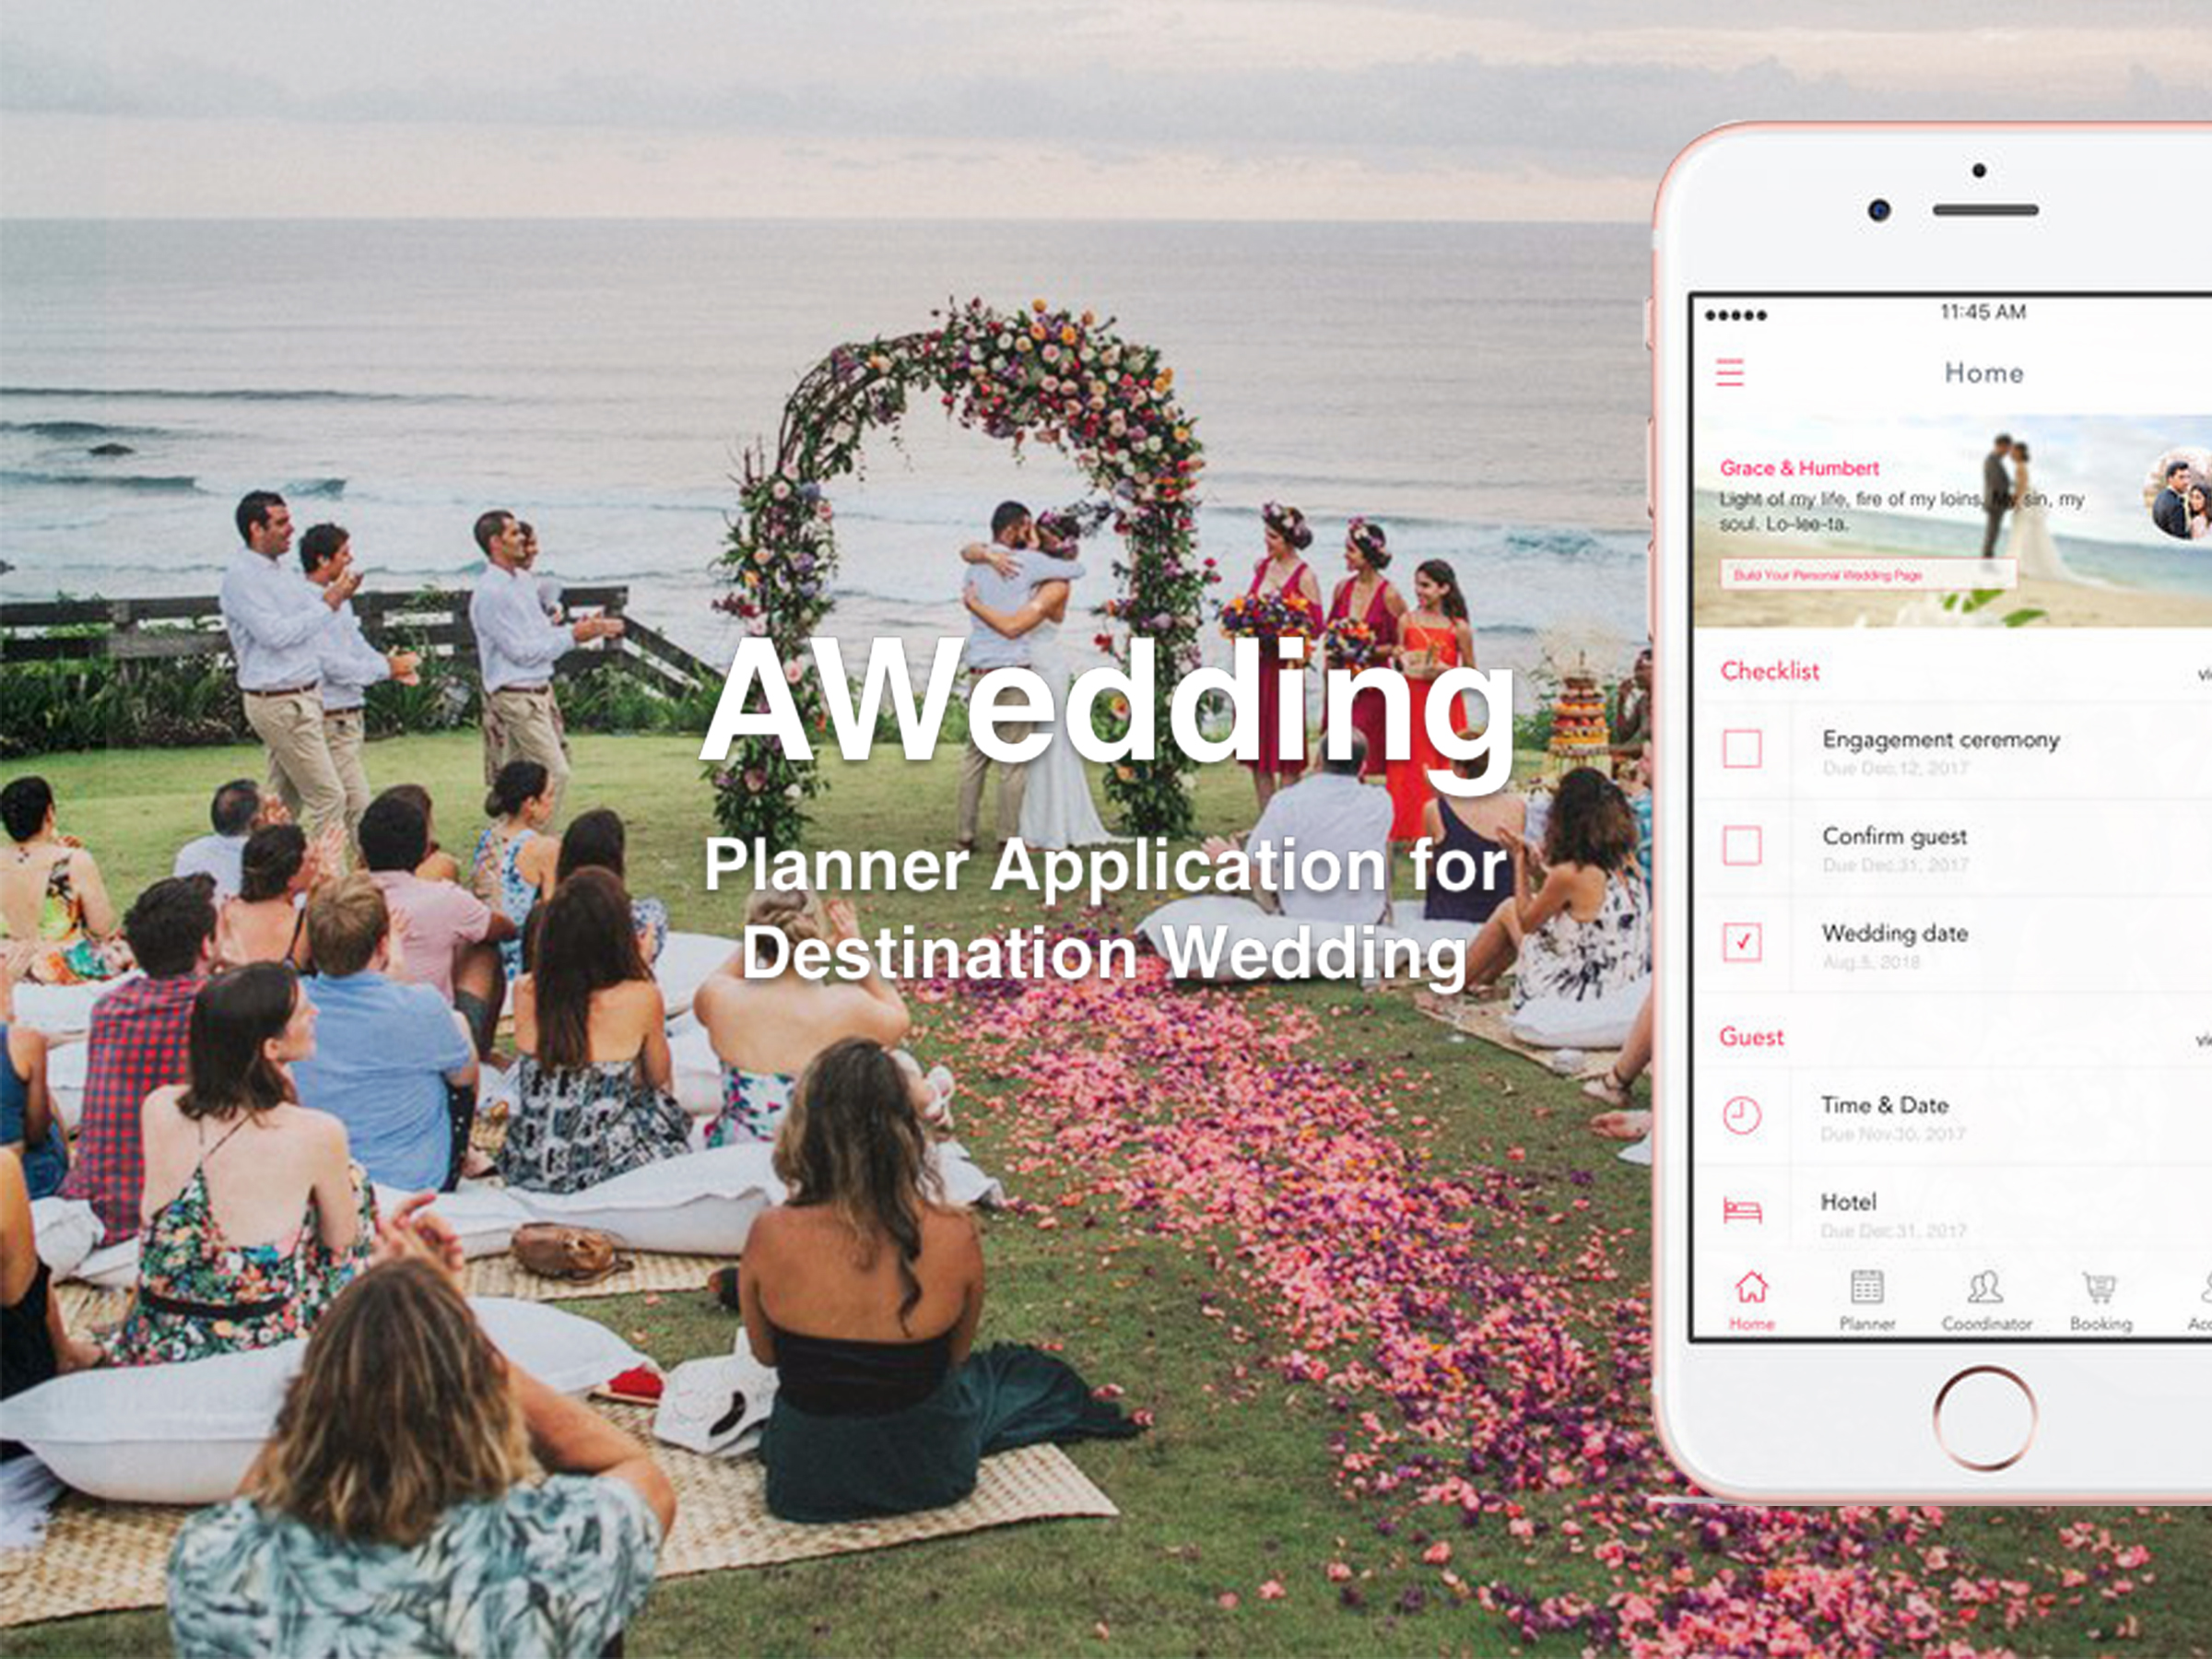 AWedding
Planner Application for
Destination Wedding
11:45 AM
Home
Grace & Humbert
Light of my life, fire of my loins. My sin, my
soul. Lo-lee-ta.
Build Your Personal Wedding Page
Checklist
Engagement ceremony
Due Dec.12, 2017
Confirm guest
Due Dec.31, 2017
Wedding date
Aug.5, 2018
Guest
Time & Date
Due Nov.30, 2017
Hotel
Due Dec.31, 2017
Home Planner Coordinator Booking